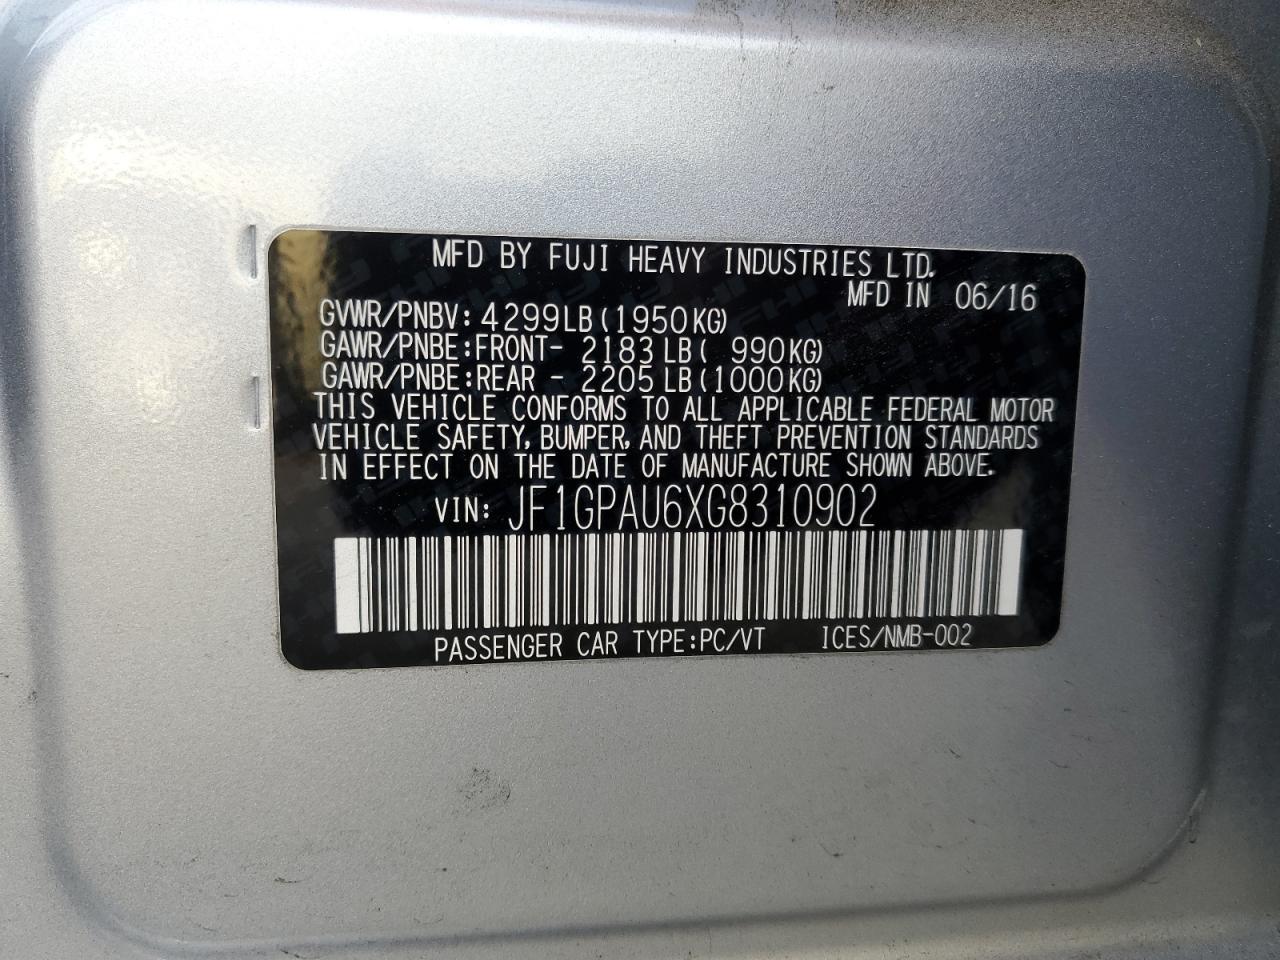 MFD BY FUJI HEAVY INDUSTRIES LTD.
MFD IN 06/16
GVWR/PNBV: 4299LB(1950KG)
GAWR/PNBE:FRONT- 2183LB( 990KG)
GAWR/PNBE:REAR - 2205LB(1000KG)
THIS VEHICLE CONFORMS TO ALL APPLICABLE FEDERAL MOTOR
VEHICLE SAFETY, BUMPER, AND THEFT PREVENTION STANDARDS
IN EFFECT ON THE DATE OF MANUFACTURE SHOWN ABOVE.
VIN: JF1GPAU6XG8310902
PASSENGER CAR TYPE:PC/VT ICES/NMB-002